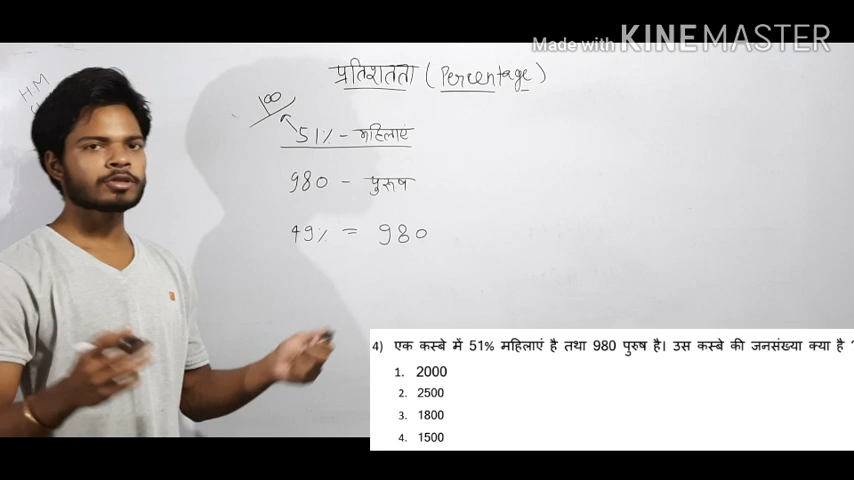 Made with KINEMASTER
H.M
प्रतिशतता ( Percentage )
100
51% - महिलाएं
980 - पुरूष
49% = 980
4) एक कस्बे में 51% महिलाएं है तथा 980 पुरुष है। उस कस्बे की जनसंख्या क्या है ?
1. 2000
2. 2500
3. 1800
4. 1500